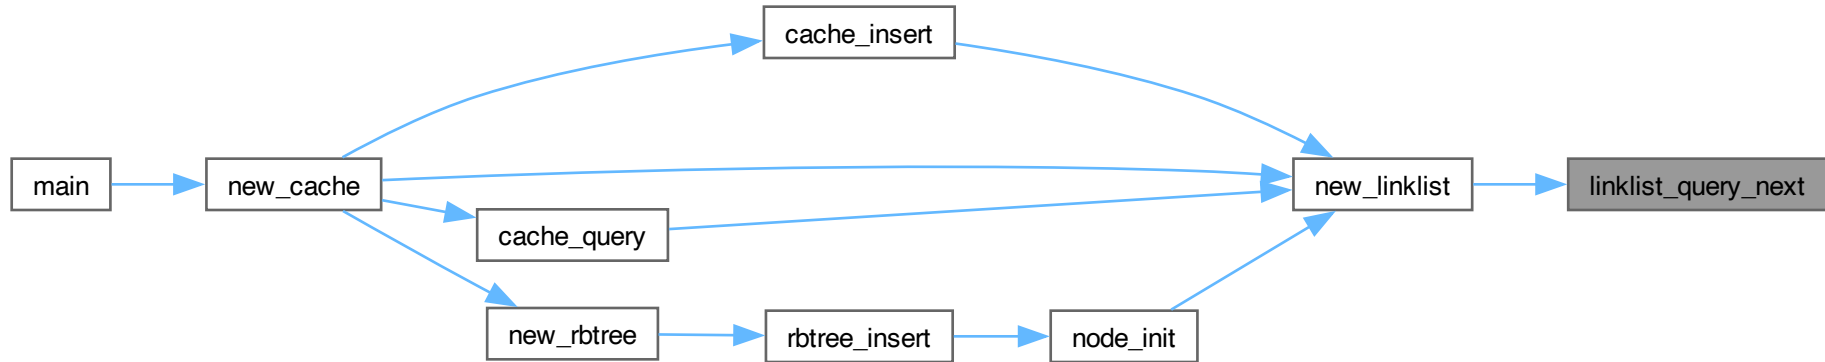 cache_insert
main
new_cache
new_linklist
linklist_query_next
cache_query
new_rbtree
rbtree_insert
node_init